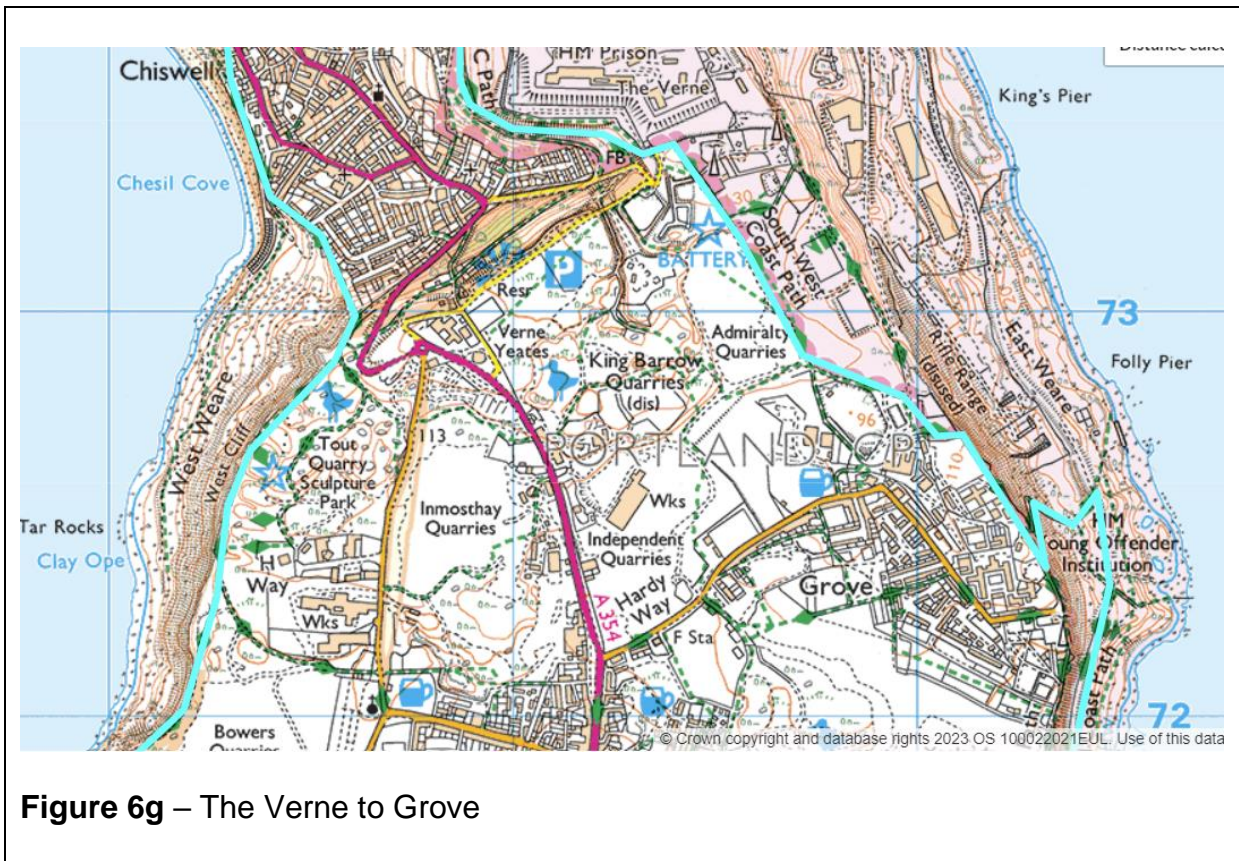 HM Prison
The Verne
Chiswell
C Path
King's Pier
Chesil Cove
FB
30
BATTERY
South West
Coast Path
P
Resr
Verne
Yeates
73
Admiralty
Quarries
King Barrow
Quarries
(dis)
Rifle Range
(disused)
East Weare
Folly Pier
West Weare
West Cliff
113
96
110
PORTLAND
Tout
Quarry
Sculpture
Park
Inmosthay
Quarries
Wks
Independent
Quarries
Tar Rocks
Clay Ope
HM
oung Offender
Institution
H
Way
Hardy
Way
Grove
A 354
Wks
F Sta
oast Path
72
Bowers
© Crown copyright and database rights 2023 OS 100022021EUL. Use of this data
Figure 6g – The Verne to Grove